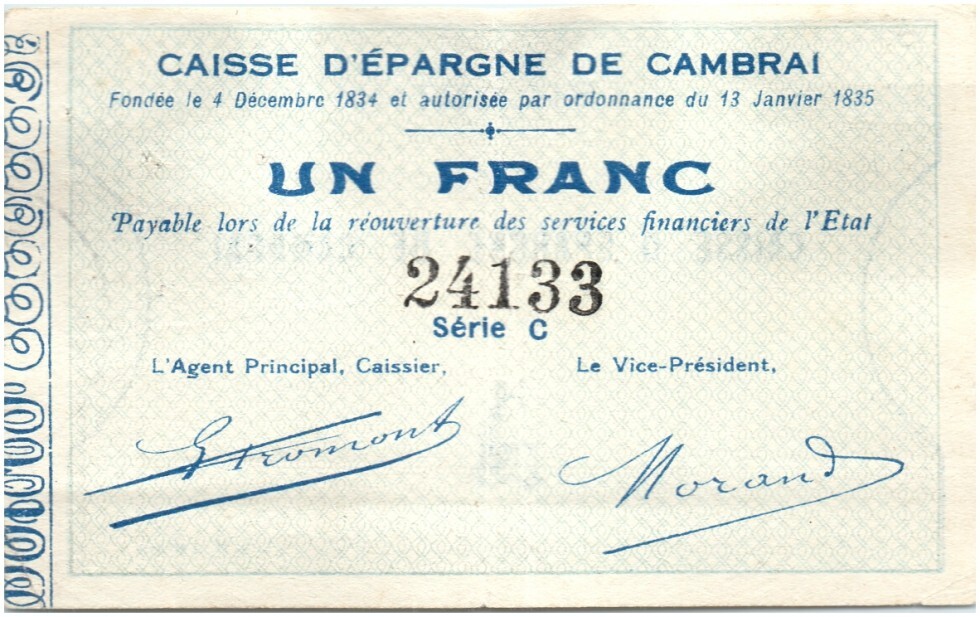 CAISSE D'ÉPARGNE DE CAMBRAI
Fondée le 4 Décembre 1834 et autorisée par ordonnance du 13 Janvier 1835
UN FRANC
Payable lors de la réouverture des services financiers de l'Etat
24133
Série C
L'Agent Principal, Caissier,
Le Vice-Président,
Morand